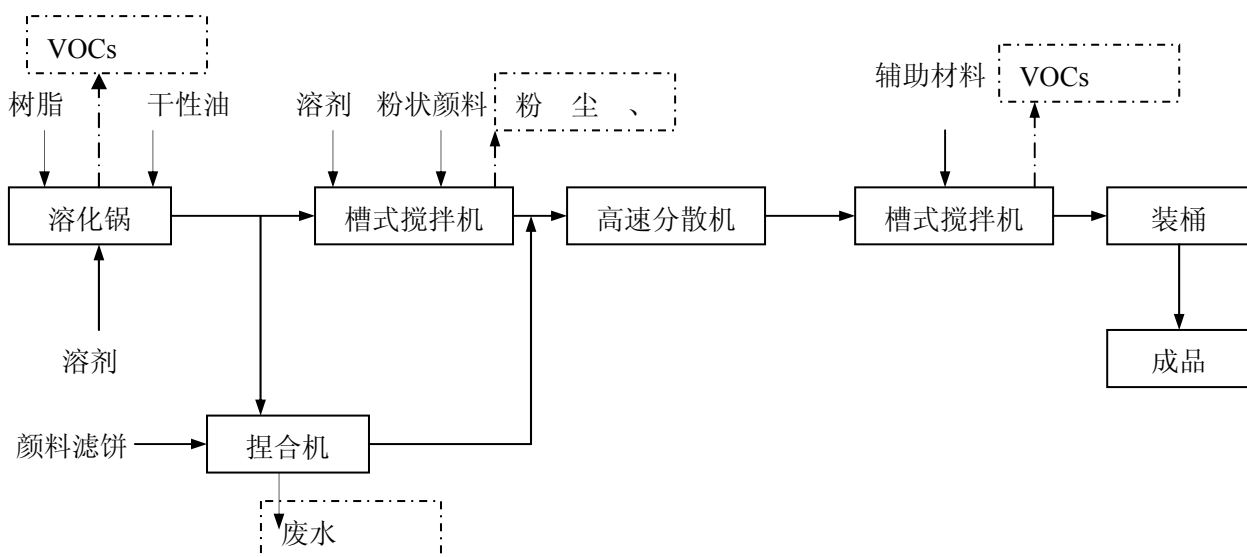 VOCs
辅助材料
VOCs
树脂
干性油
溶剂
粉状颜料
粉 尘 、
溶化锅
槽式搅拌机
高速分散机
槽式搅拌机
装桶
溶剂
成品
颜料滤饼
捏合机
废水